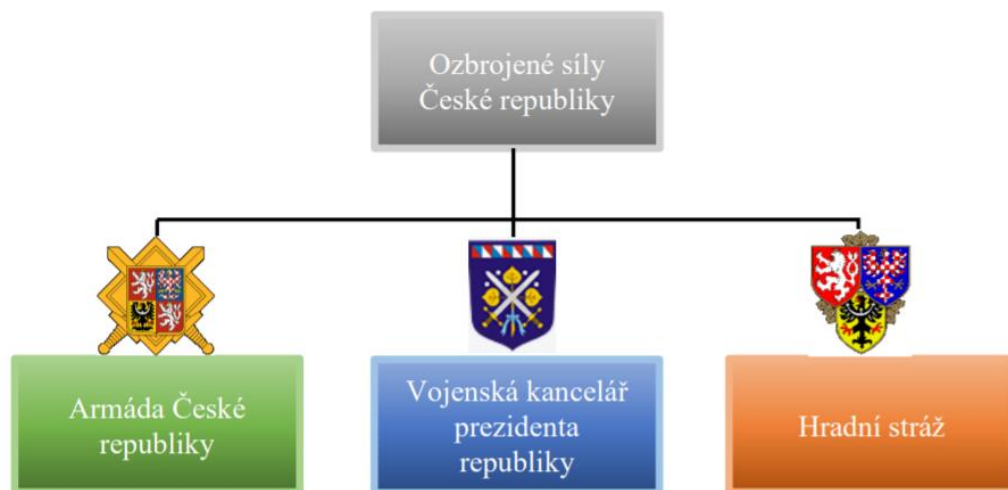 Ozbrojené síly
České republiky
Armáda České
republiky
Vojenská kancelář
prezidenta
republiky
Hradní stráž